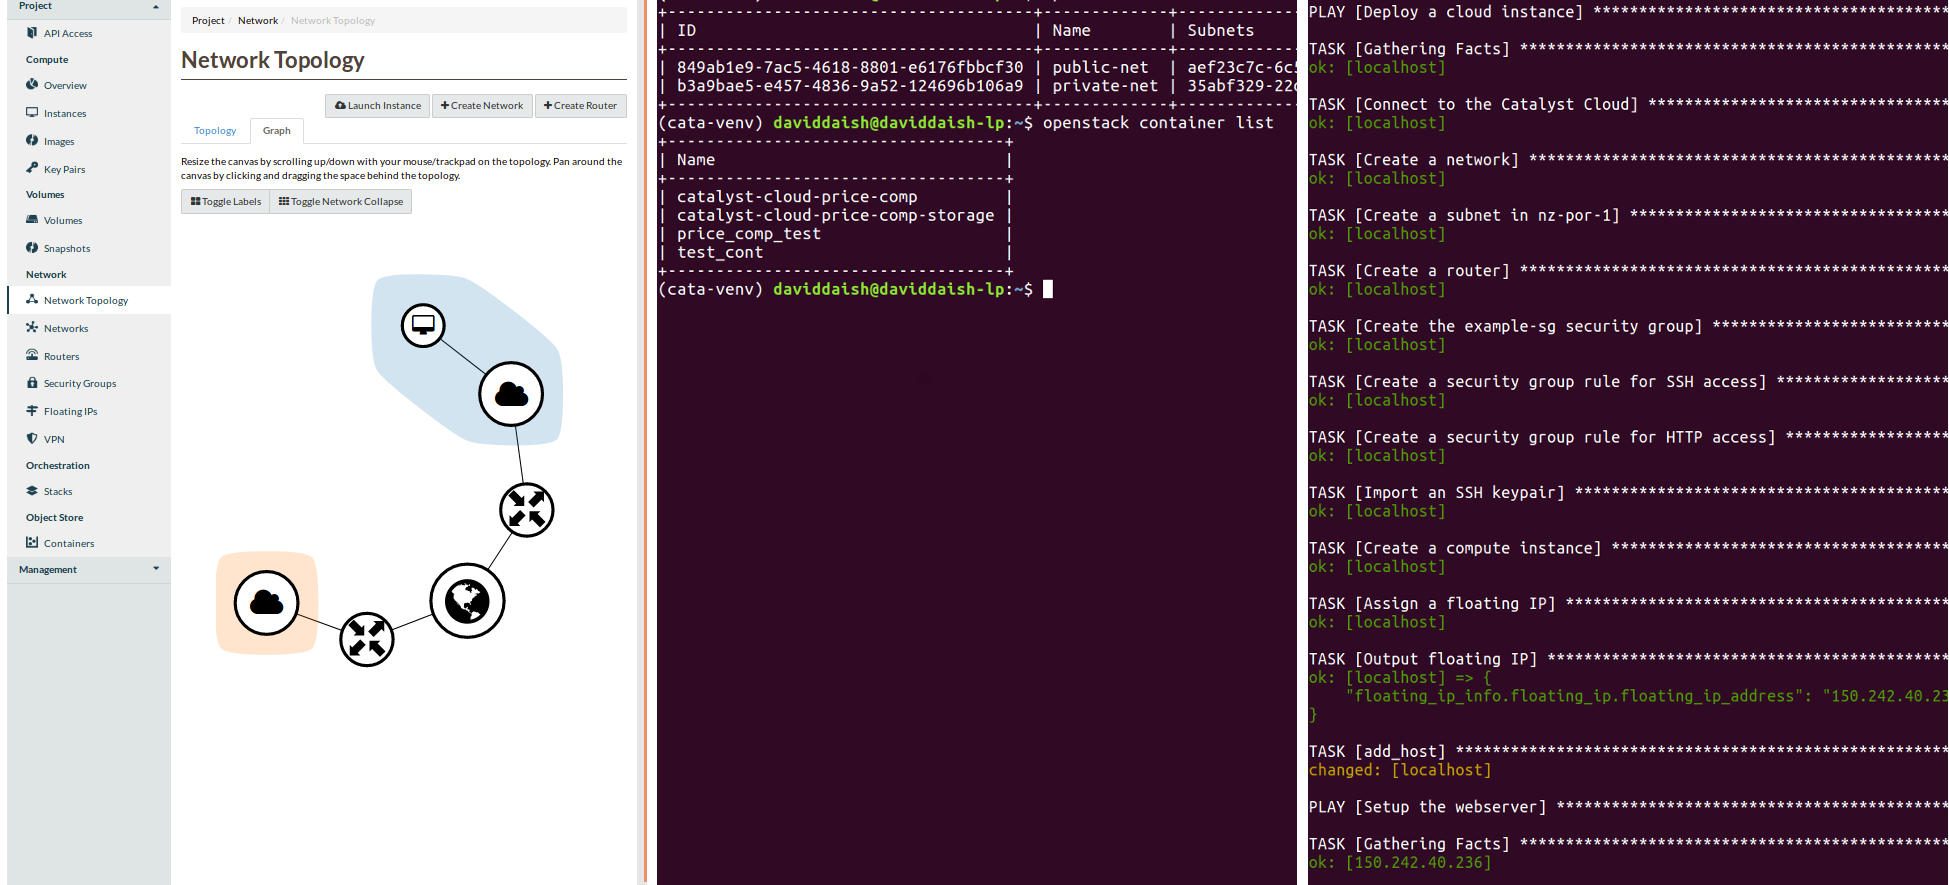 Project
API Access
Compute
Overview
Instances
Images
Key Pairs
Volumes
Volumes
Snapshots
Network
Network Topology
Networks
Routers
Security Groups
Floating IPs
VPN
Orchestration
Stacks
Object Store
Containers
Management
Project / Network / Network Topology
Network Topology
Launch Instance + Create Network + Create Router
Topology Graph
Resize the canvas by scrolling up/down with your mouse/trackpad on the topology. Pan around the
canvas by clicking and dragging the space behind the topology.
Toggle Labels Toggle Network Collapse
| ID | Name | Subnets
| 849ab1e9-7ac5-4618-8801-e6176fbbcf30 | public-net | aef23c7c-6c5
| b3a9bae5-e457-4836-9a52-124696b106a9 | private-net | 35abf329-22
(cata-venv) daviddaish@daviddaish-lp:~$ openstack container list
+-----------------------------------+
| Name |
+-----------------------------------+
| catalyst-cloud-price-comp |
| catalyst-cloud-price-comp-storage |
| price_comp_test |
| test_cont |
+-----------------------------------+
(cata-venv) daviddaish@daviddaish-lp:~$
PLAY [Deploy a cloud instance] ***************************************
TASK [Gathering Facts] ***********************************************
ok: [localhost]
TASK [Connect to the Catalyst Cloud] *********************************
ok: [localhost]
TASK [Create a network] **********************************************
ok: [localhost]
TASK [Create a subnet in nz-por-1] ***********************************
ok: [localhost]
TASK [Create a router] ***********************************************
ok: [localhost]
TASK [Create the example-sg security group] **************************
ok: [localhost]
TASK [Create a security group rule for SSH access] *******************
ok: [localhost]
TASK [Create a security group rule for HTTP access] ******************
ok: [localhost]
TASK [Import an SSH keypair] *****************************************
ok: [localhost]
TASK [Create a compute instance] *************************************
ok: [localhost]
TASK [Assign a floating IP] ******************************************
ok: [localhost]
TASK [Output floating IP] ********************************************
ok: [localhost] => {
"floating_ip_info.floating_ip.floating_ip_address": "150.242.40.23
}
TASK [add_host] ******************************************************
changed: [localhost]
PLAY [Setup the webserver] *******************************************
TASK [Gathering Facts] ***********************************************
ok: [150.242.40.236]